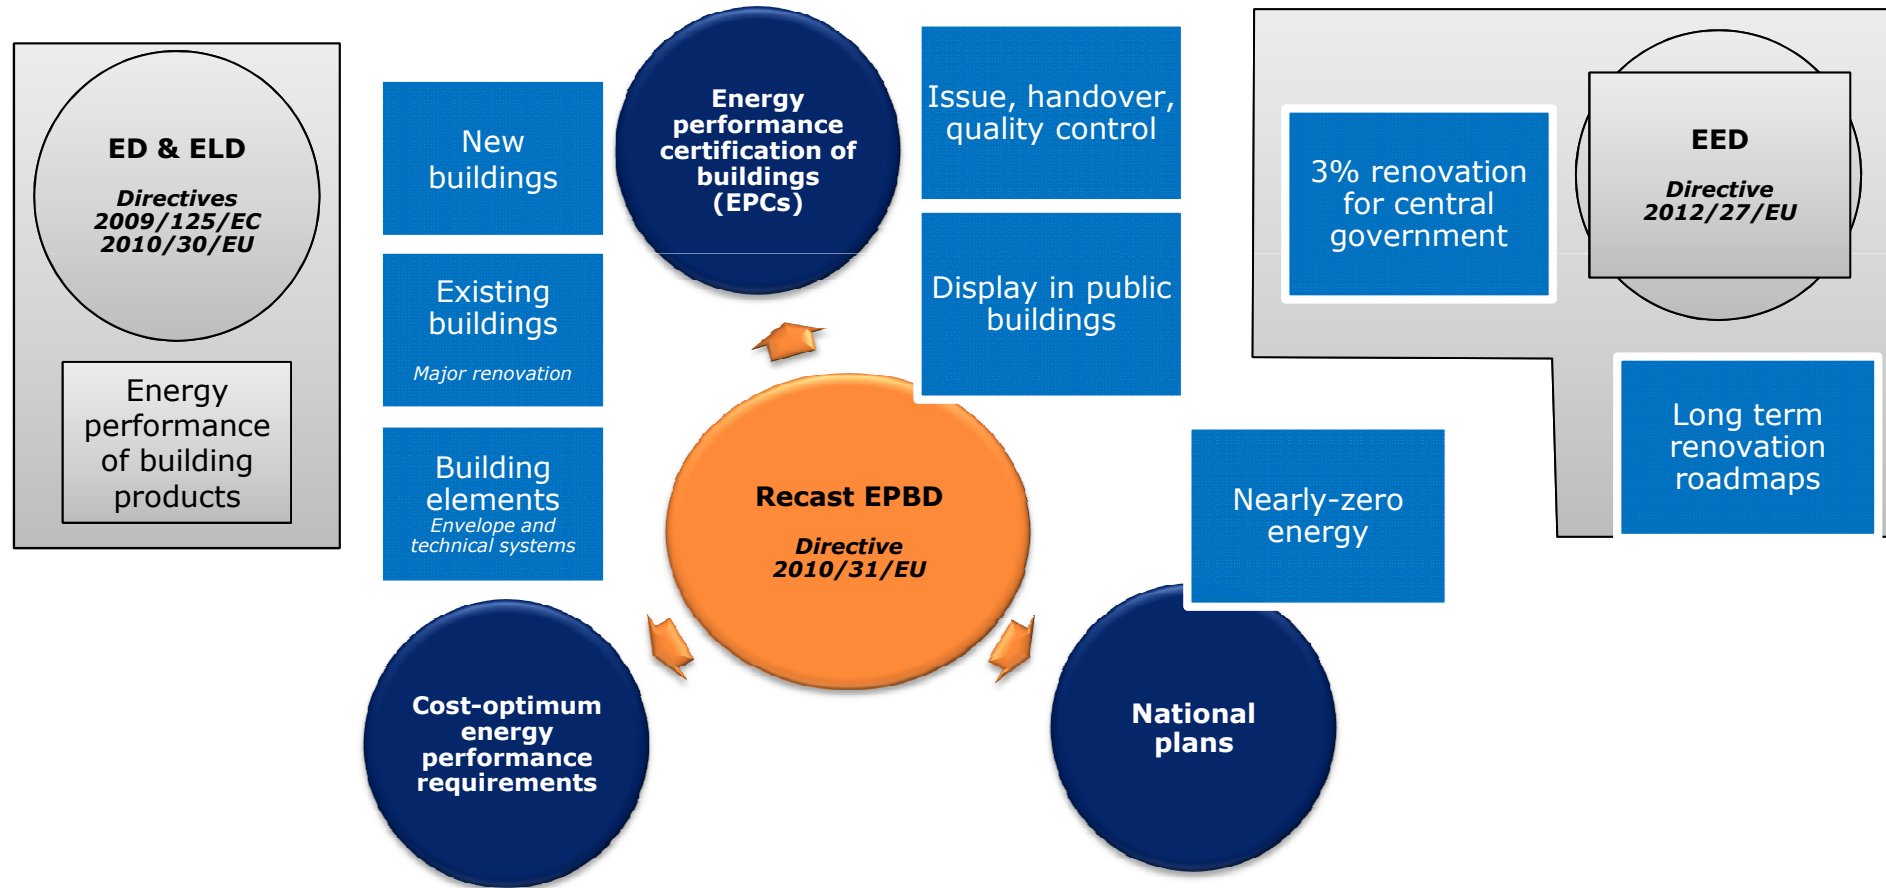 ED & ELD
Directives
2009/125/EC
2010/30/EU
Energy
performance
of building
products
New
buildings
Existing
buildings
Major renovation
Building
elements
Envelope and
technical systems
Energy
performance
certification of
buildings
(EPCs)
Issue, handover,
quality control
Display in public
buildings
Recast EPBD
Directive
2010/31/EU
Cost-optimum
energy
performance
requirements
National
plans
Nearly-zero
energy
3% renovation
for central
government
EED
Directive
2012/27/EU
Long term
renovation
roadmaps